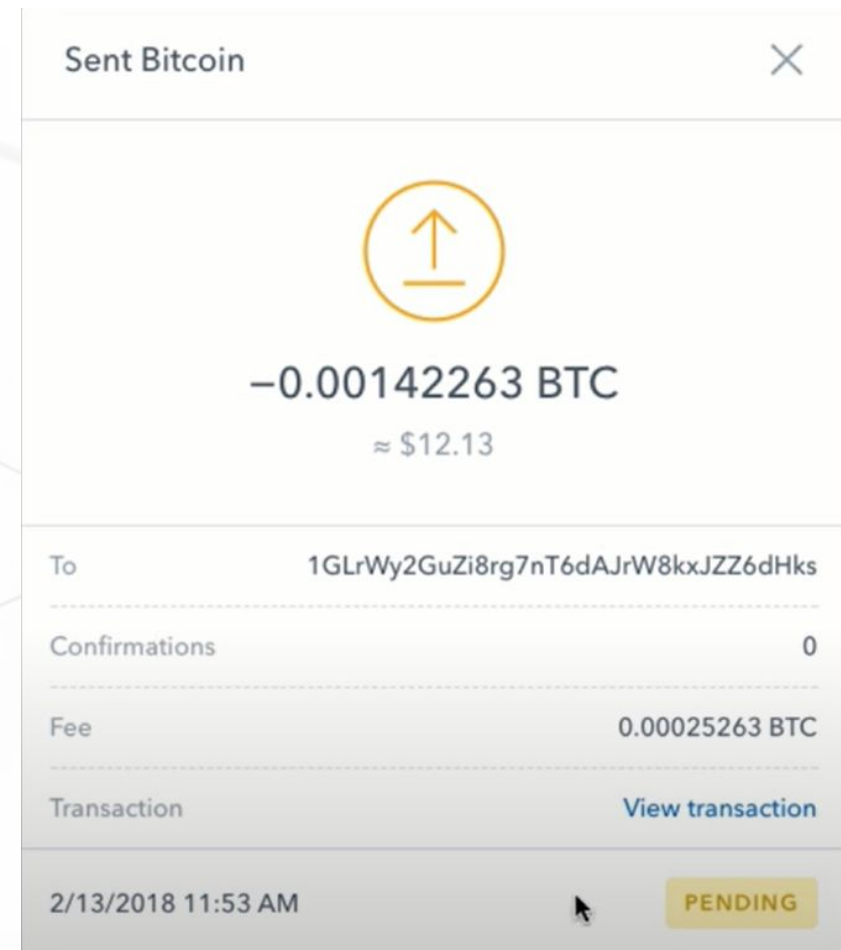 Sent Bitcoin
−0.00142263 BTC
≈ $12.13
To 1GLrWy2GuZi8rg7nT6dAJrW8kxJZZ6dHks
Confirmations 0
Fee 0.00025263 BTC
Transaction View transaction
2/13/2018 11:53 AM PENDING